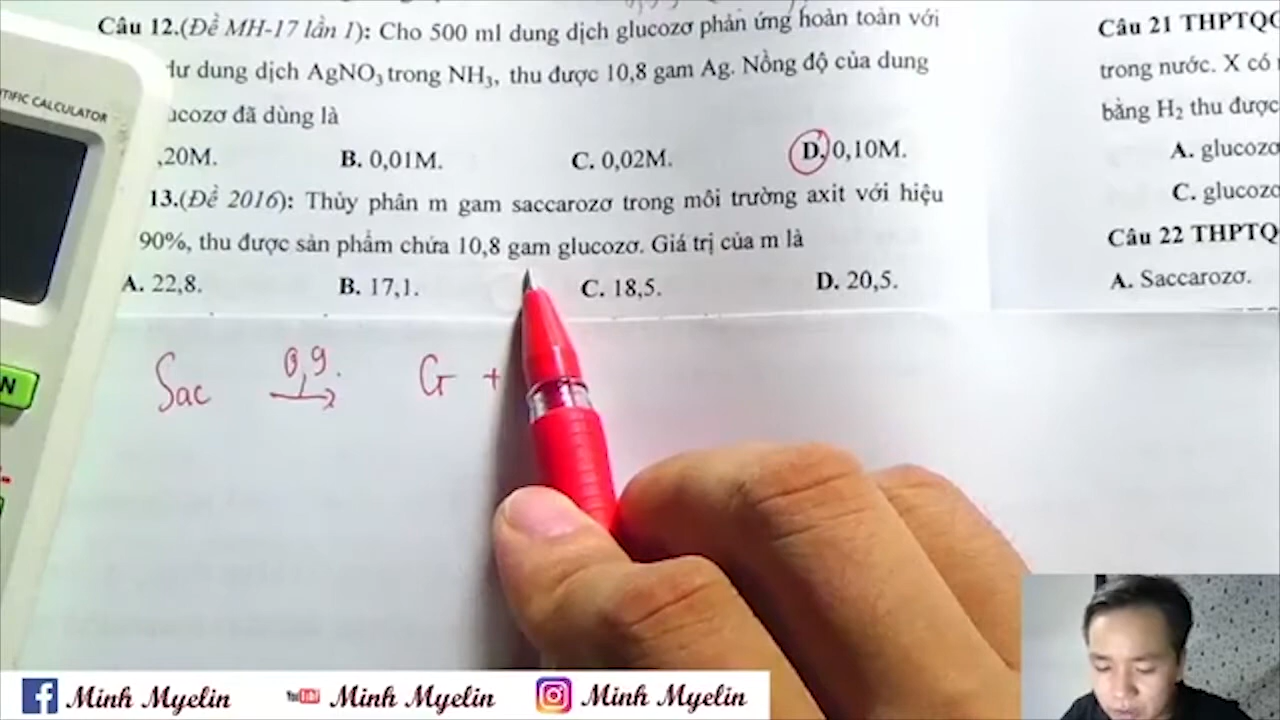 Câu 12.(Đề MH-17 lần 1): Cho 500 ml dung dịch glucozơ phản ứng hoàn toàn với
dư dung dịch AgNO₃ trong NH₃, thu được 10,8 gam Ag. Nồng độ của dung
đã dùng là
,20M. B. 0,01M. C. 0,02M. D. 0,10M.
13.(Đề 2016): Thủy phân m gam saccarozơ trong môi trường axit với hiệu
90%, thu được sản phẩm chứa 10,8 gam glucozơ. Giá trị của m là
A. 22,8. B. 17,1. C. 18,5. D. 20,5.
Sac 0,9. → G +
Câu 21 THPTQG
trong nước. X có
bằng H₂ thu được
A. glucozơ
C. glucozơ
Câu 22 THPTQ
A. Saccarozơ.
CALCULATOR
N
Minh Myelin YouTube Minh Myelin Minh Myelin